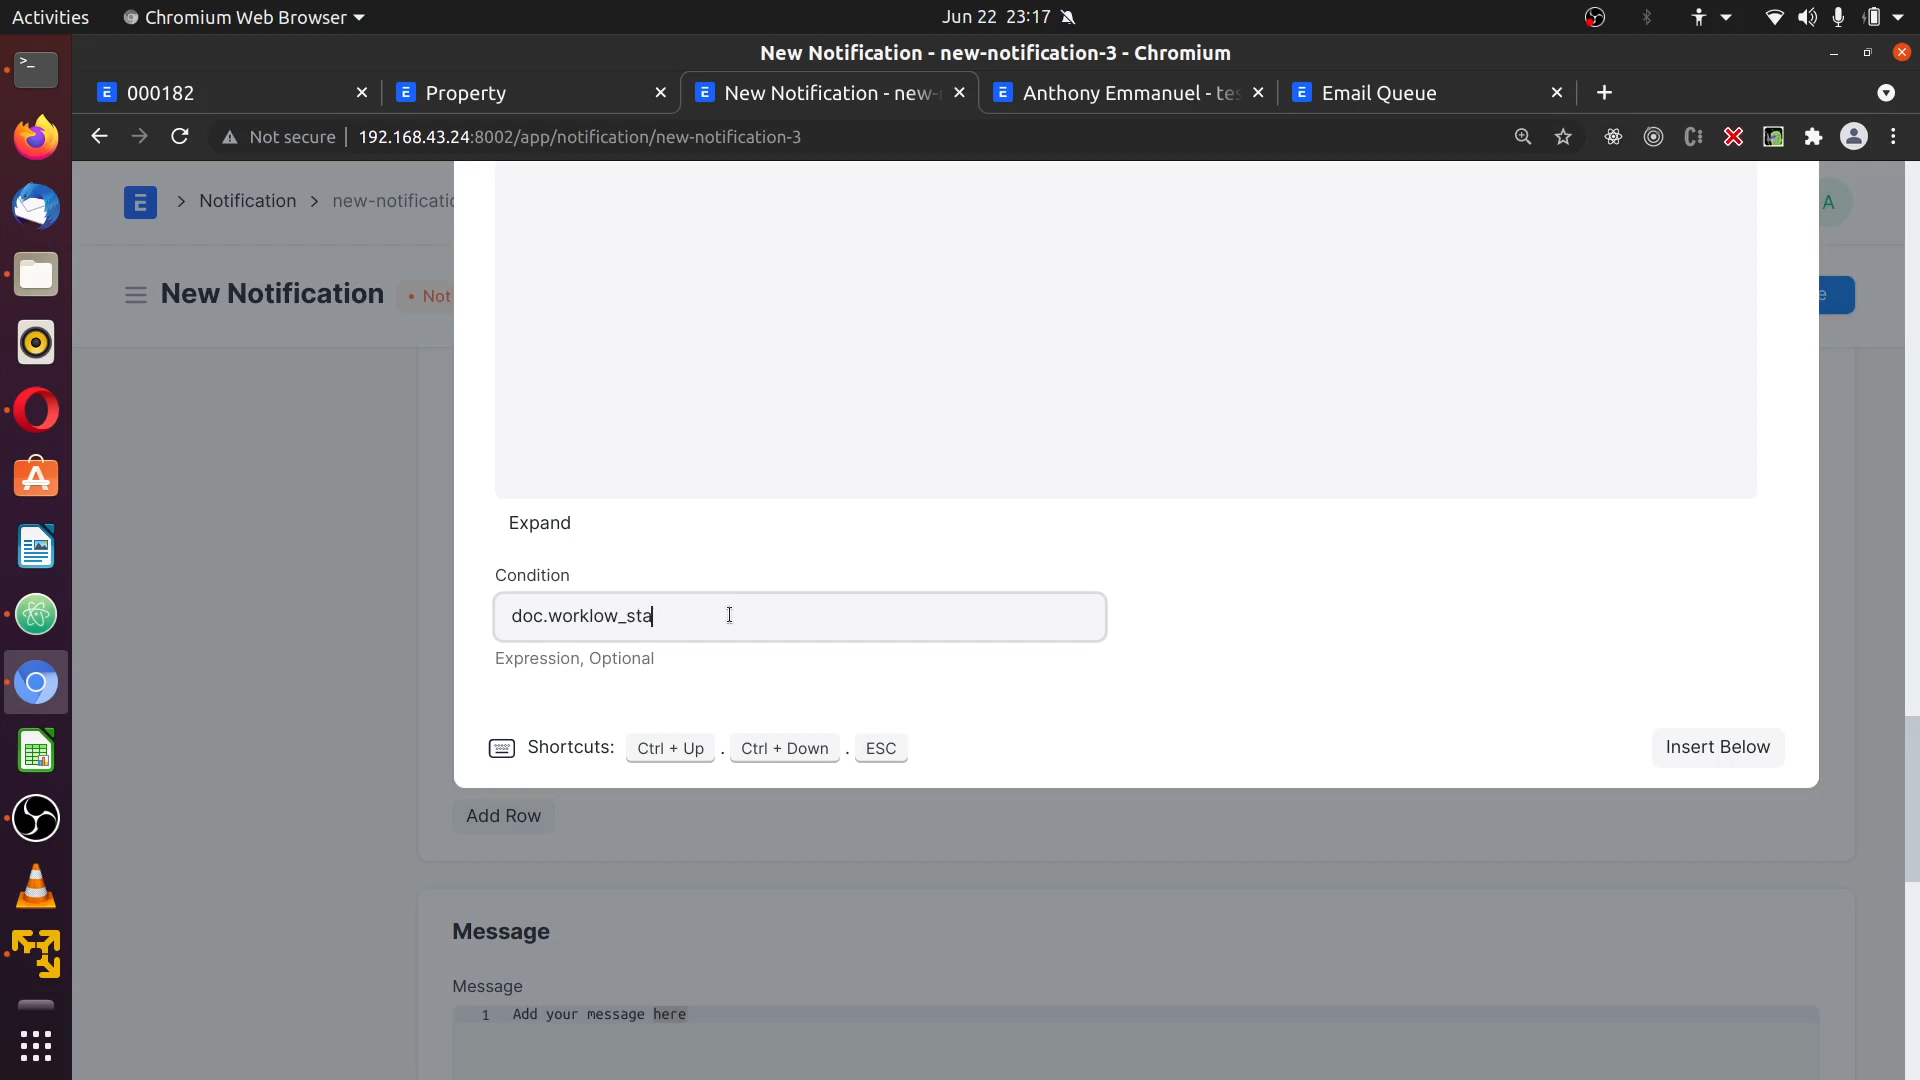 Activities
Chromium Web Browser
Jun 22 23:17
New Notification - new-notification-3 - Chromium
000182
Property
New Notification - new-
Anthony Emmanuel - tes
Email Queue
Not secure
192.168.43.24:8002/app/notification/new-notification-3
Notification
new-notificatio
A
New Notification
Not
e
Expand
Condition
doc.worklow_sta
Expression, Optional
Shortcuts: Ctrl + Up . Ctrl + Down . ESC
Insert Below
Add Row
Message
Message
1 Add your message here